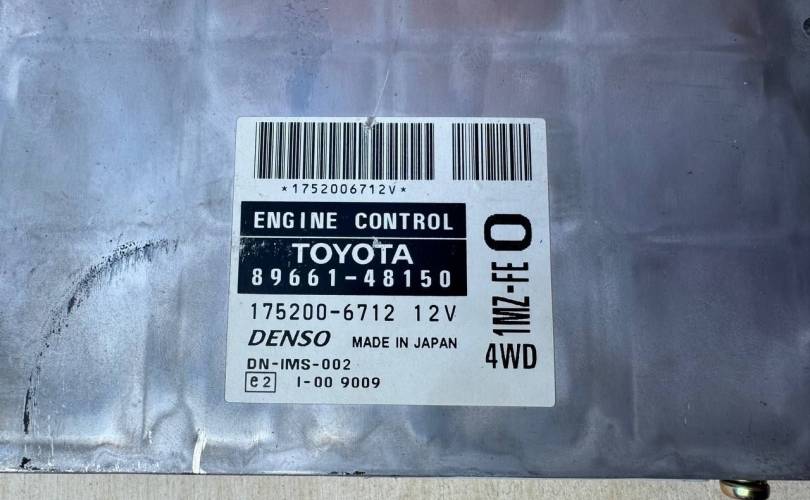 *1752006712V*
ENGINE CONTROL
TOYOTA
89661-48150
175200-6712 12V
DENSO MADE IN JAPAN
DN-IMS-002
e2 I-00 9009
1MZ-FE O
4WD